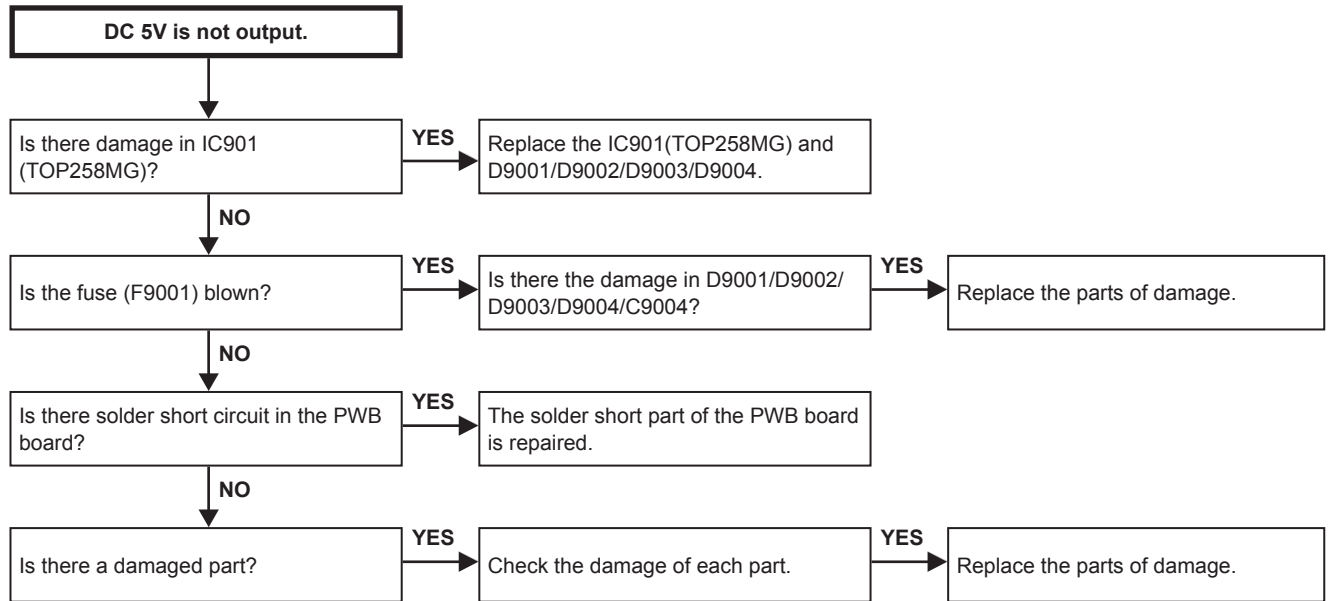 DC 5V is not output.
Is there damage in IC901
(TOP258MG)?
YES
Replace the IC901(TOP258MG) and
D9001/D9002/D9003/D9004.
NO
Is the fuse (F9001) blown?
YES
Is there the damage in D9001/D9002/
D9003/D9004/C9004?
YES
Replace the parts of damage.
NO
Is there solder short circuit in the PWB
board?
YES
The solder short part of the PWB board
is repaired.
NO
Is there a damaged part?
YES
Check the damage of each part.
YES
Replace the parts of damage.